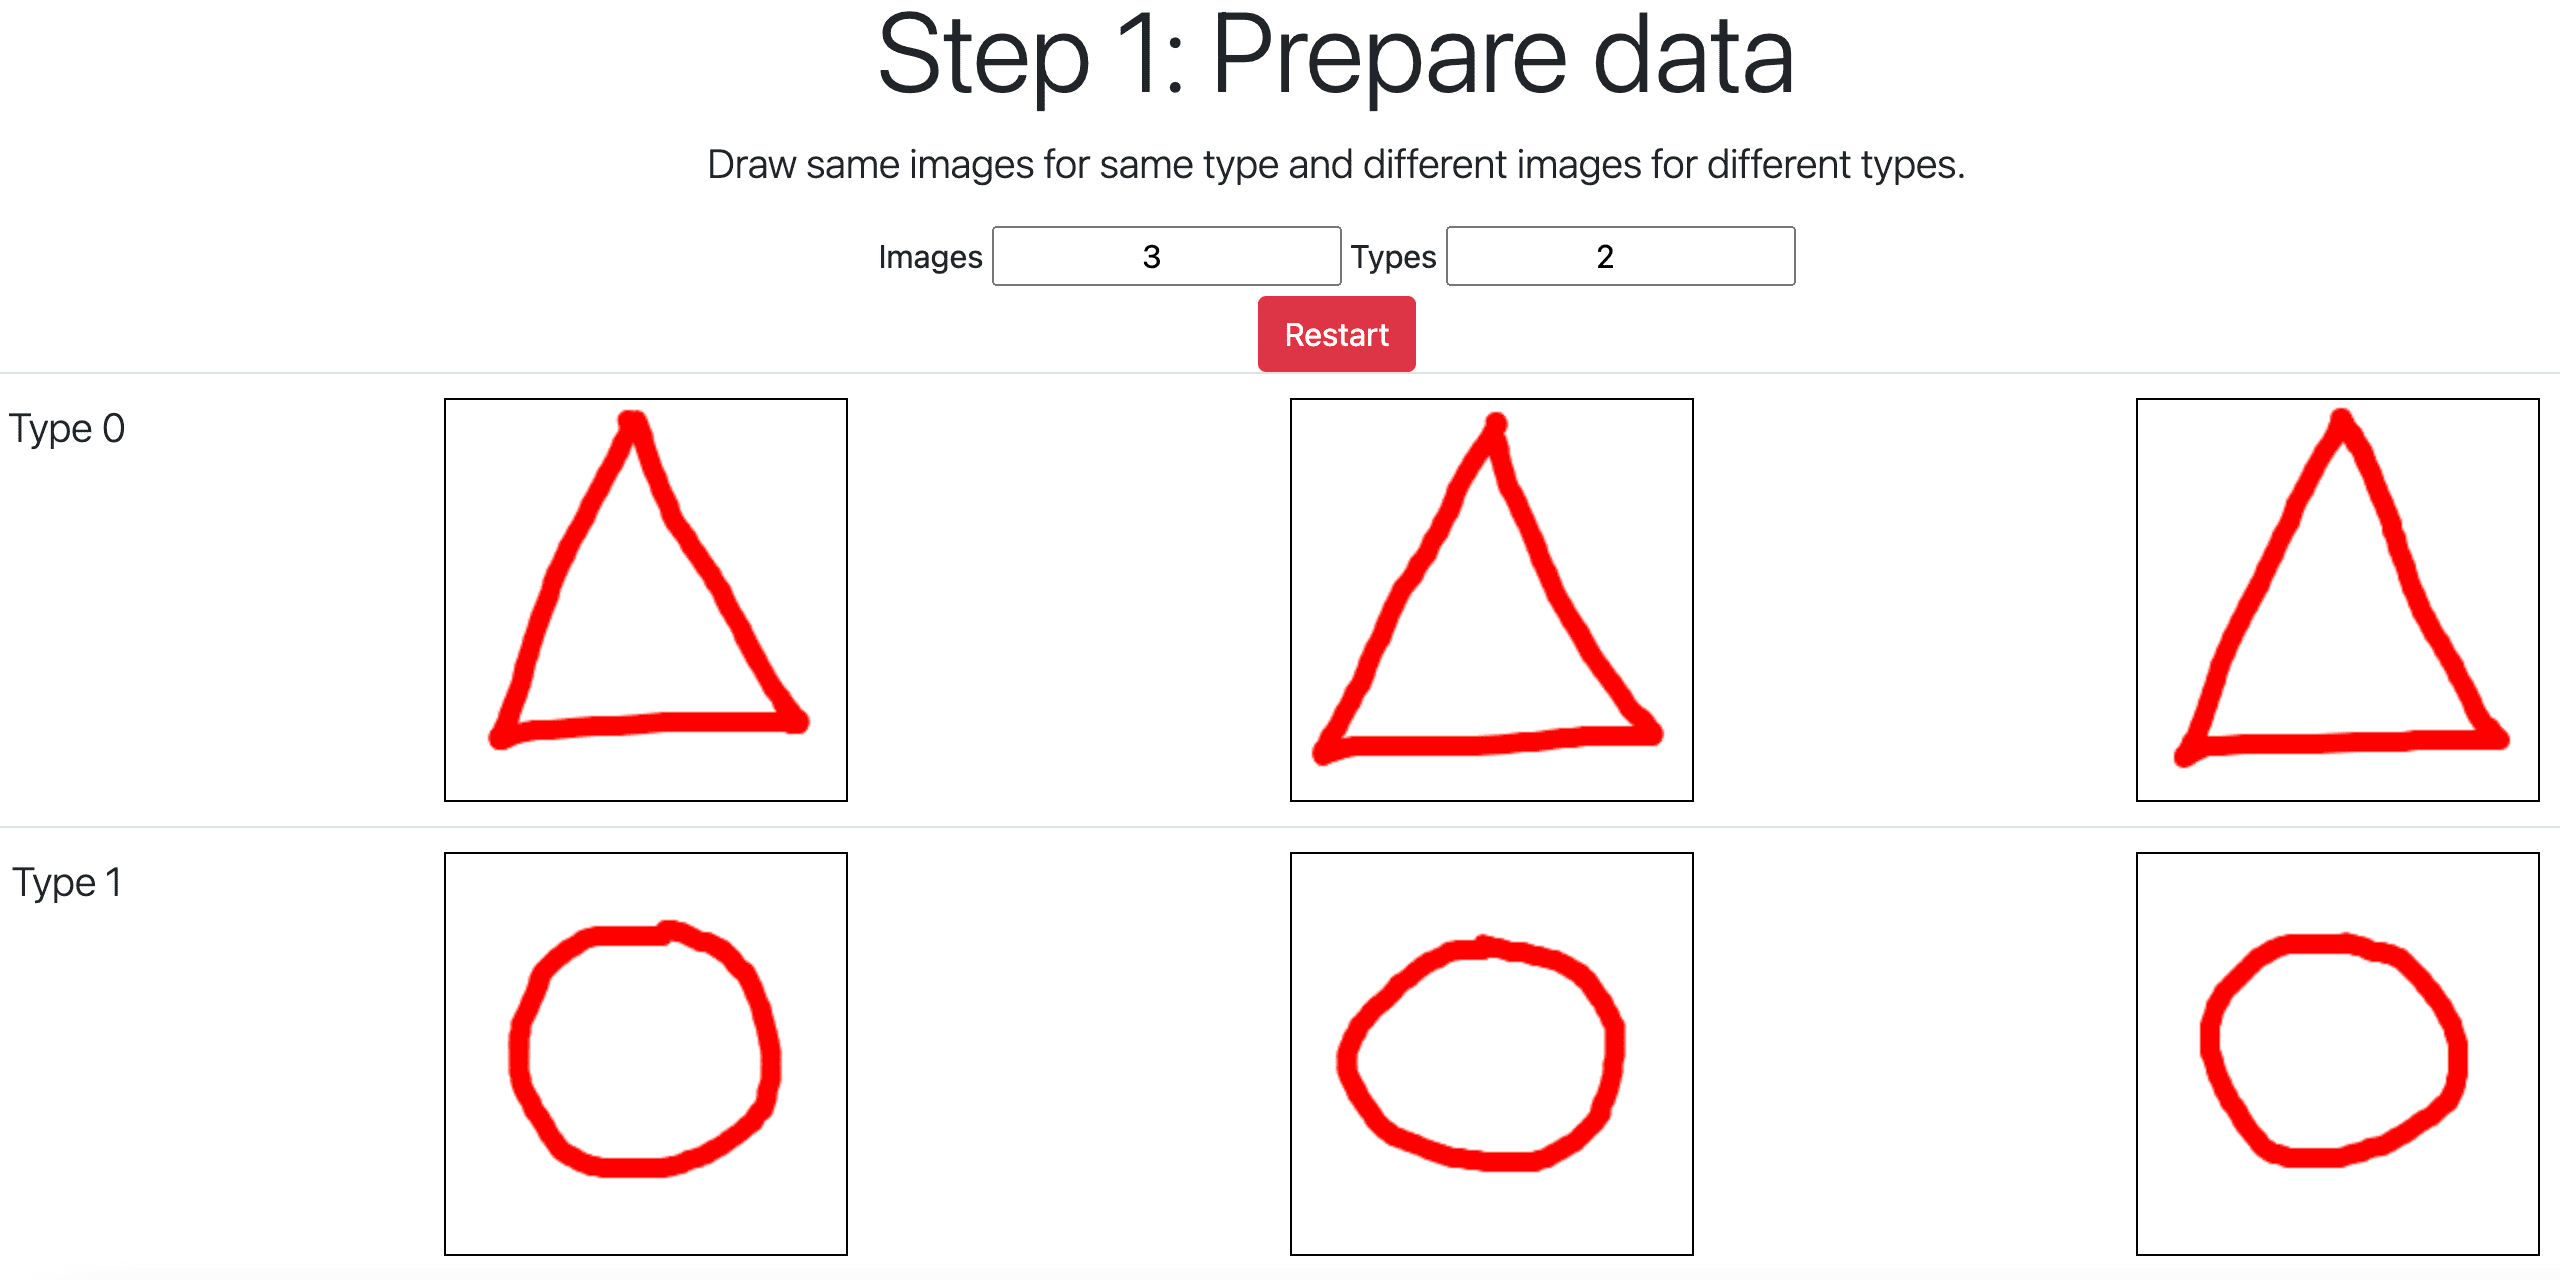 Step 1: Prepare data
Draw same images for same type and different images for different types.
Images 3 Types 2
Restart
Type 0
Type 1